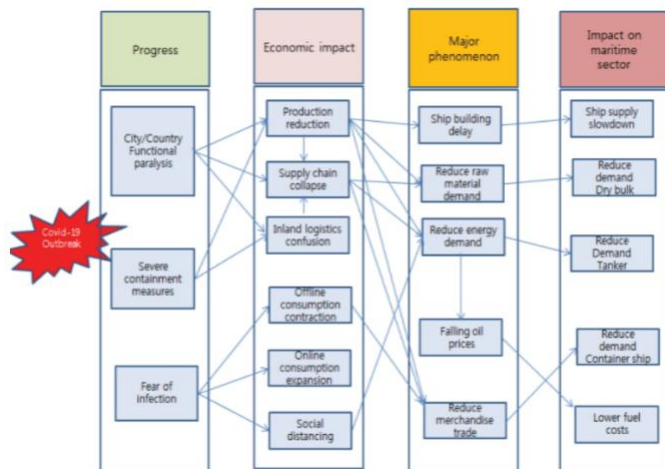 Progress
Economic impact
Major
phenomenon
Impact on
maritime
sector
Covid-19
Outbreak
City/Country
Functional
paralysis
Severe
containment
measures
Fear of
infection
Production
reduction
Supply chain
collapse
Inland logistics
confusion
Offline
consumption
contraction
Online
consumption
expansion
Social
distancing
Ship building
delay
Reduce raw
material
demand
Reduce energy
demand
Falling oil
prices
Reduce
merchandise
trade
Ship supply
slowdown
Reduce
demand
Dry bulk
Reduce
Demand
Tanker
Reduce
demand
Container ship
Lower fuel
costs